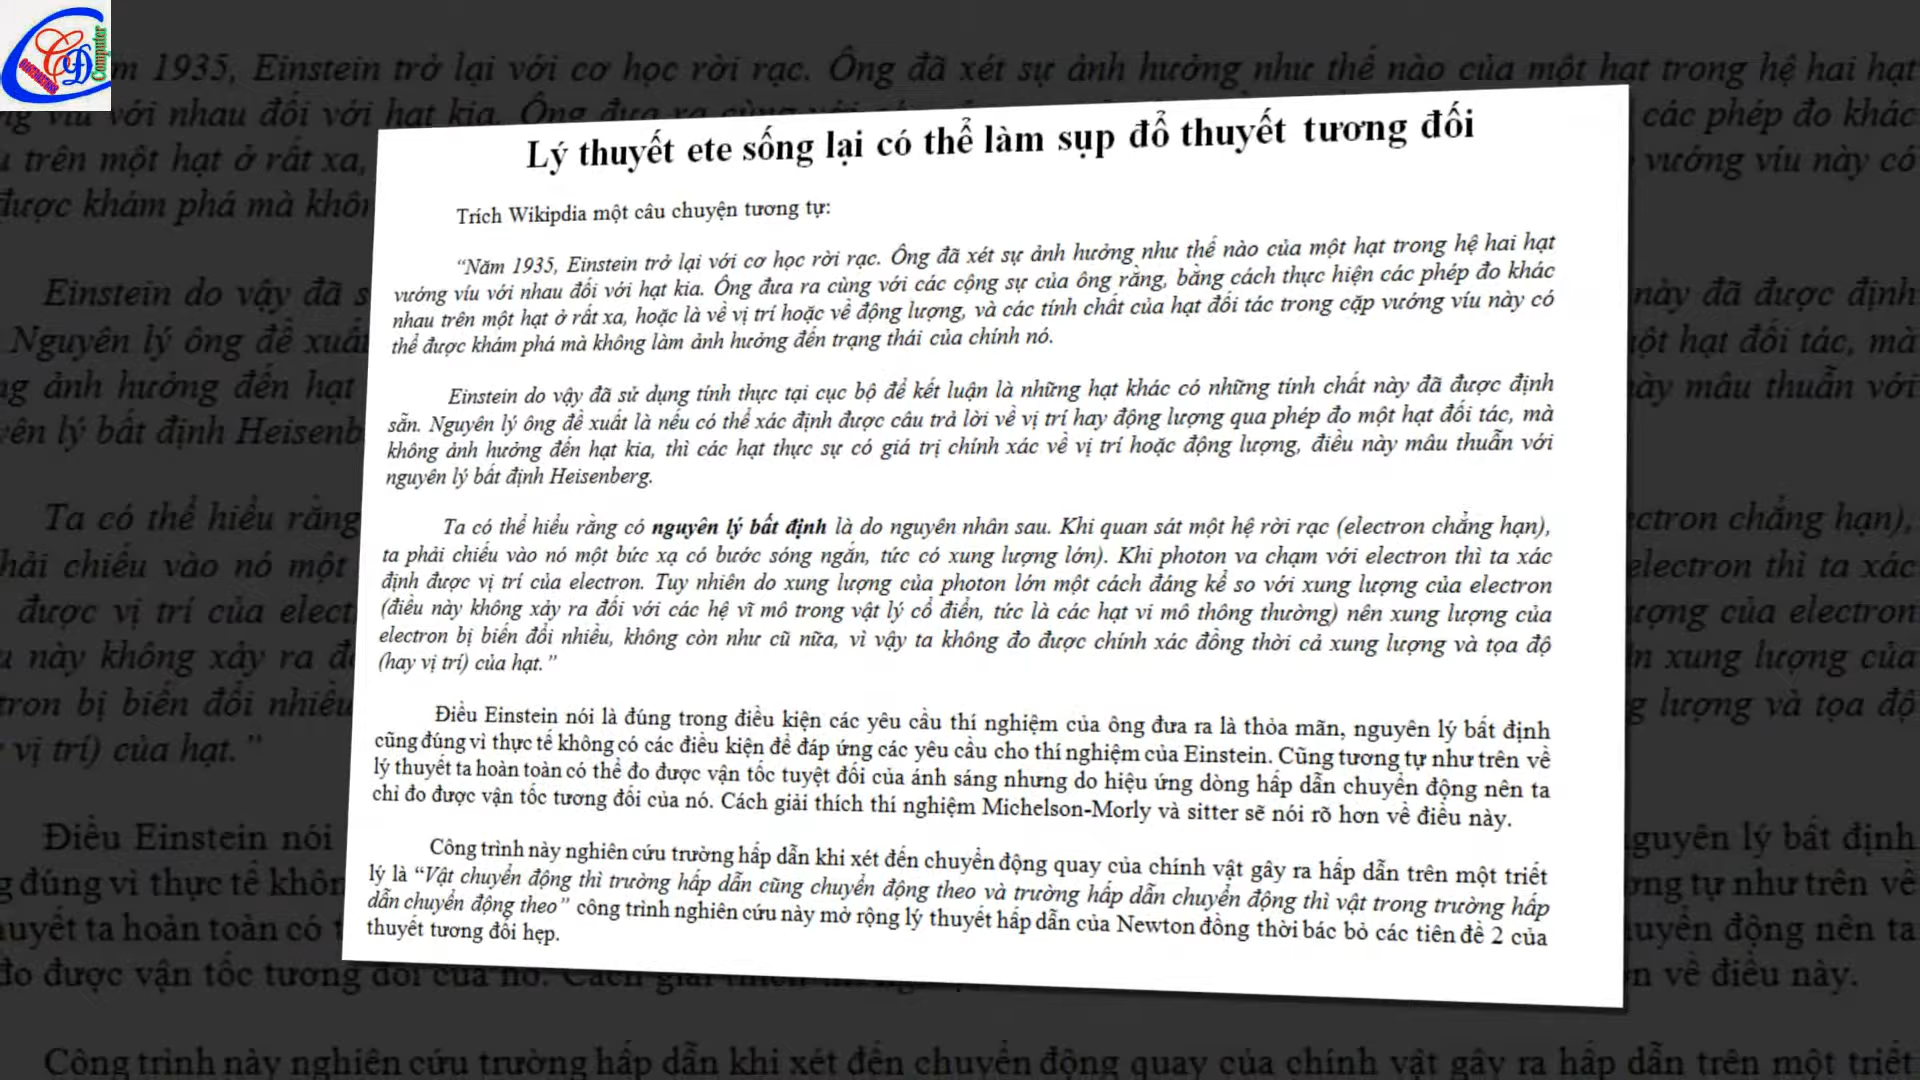 Computer
Lý thuyết ete sống lại có thể làm sụp đổ thuyết tương đối
Trích Wikipdia một câu chuyện tương tự:
“Năm 1935, Einstein trở lại với cơ học rời rạc. Ông đã xét sự ảnh hưởng như thế nào của một hạt trong hệ hai hạt
vướng víu với nhau đối với hạt kia. Ông đưa ra cùng với các cộng sự của ông rằng, bằng cách thực hiện các phép đo khác
nhau trên một hạt ở rất xa, hoặc là về vị trí hoặc về động lượng, và các tính chất của hạt đối tác trong cặp vướng víu này có
thể được khám phá mà không làm ảnh hưởng đến trạng thái của chính nó.
Einstein do vậy đã sử dụng tính thực tại cục bộ để kết luận là những hạt khác có những tính chất này đã được định
sẵn. Nguyên lý ông đề xuất là nếu có thể xác định được câu trả lời về vị trí hay động lượng qua phép đo một hạt đối tác, mà
không ảnh hưởng đến hạt kia, thì các hạt thực sự có giá trị chính xác về vị trí hoặc động lượng, điều này mâu thuẫn với
nguyên lý bất định Heisenberg.
Ta có thể hiểu rằng có nguyên lý bất định là do nguyên nhân sau. Khi quan sát một hệ rời rạc (electron chẳng hạn),
ta phải chiếu vào nó một bức xạ có bước sóng ngắn, tức có xung lượng lớn). Khi photon va chạm với electron thì ta xác
định được vị trí của electron. Tuy nhiên do xung lượng của photon lớn một cách đáng kể so với xung lượng của electron
(điều này không xảy ra đối với các hệ vĩ mô trong vật lý cổ điển, tức là các hạt vi mô thông thường) nên xung lượng của
electron bị biến đổi nhiều, không còn như cũ nữa, vì vậy ta không đo được chính xác đồng thời cả xung lượng và tọa độ
(hay vị trí) của hạt.”
Điều Einstein nói là đúng trong điều kiện các yêu cầu thí nghiệm của ông đưa ra là thỏa mãn, nguyên lý bất định
cũng đúng vì thực tế không có các điều kiện để đáp ứng các yêu cầu cho thí nghiệm của Einstein. Cũng tương tự như trên về
lý thuyết ta hoàn toàn có thể đo được vận tốc tuyệt đối của ánh sáng nhưng do hiệu ứng dòng hấp dẫn chuyển động nên ta
chỉ đo được vận tốc tương đối của nó. Cách giải thích thí nghiệm Michelson-Morly và sitter sẽ nói rõ hơn về điều này.
Công trình này nghiên cứu trường hấp dẫn khi xét đến chuyển động quay của chính vật gây ra hấp dẫn trên một triết
lý là “Vật chuyển động thì trường hấp dẫn cũng chuyển động theo và trường hấp dẫn chuyển động thì vật trong trường hấp
dẫn chuyển động theo” công trình nghiên cứu này mở rộng lý thuyết hấp dẫn của Newton đồng thời bác bỏ các tiên đề 2 của
thuyết tương đối hẹp.